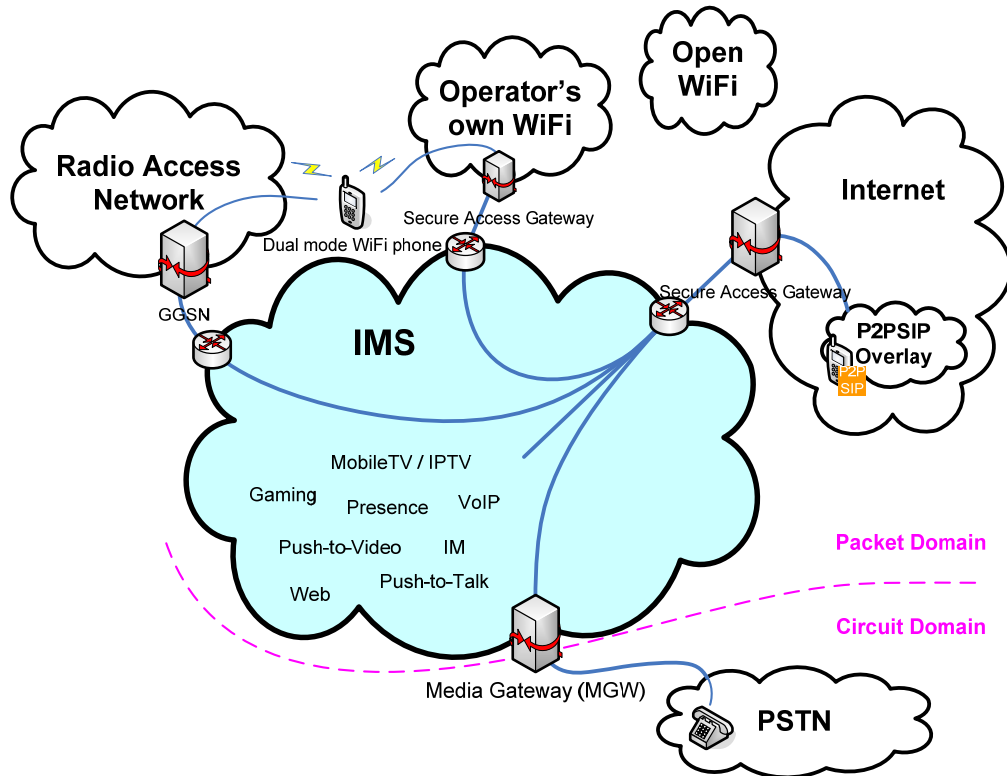 Open
WiFi
Operator's
own WiFi
Radio Access
Network
Internet
Secure Access Gateway
Dual mode WiFi phone
Secure Access Gateway
GGSN
IMS
P2PSIP
Overlay
P2P
SIP
MobileTV / IPTV
Gaming
Presence
VoIP
Push-to-Video
IM
Push-to-Talk
Web
Packet Domain
Circuit Domain
Media Gateway (MGW)
PSTN